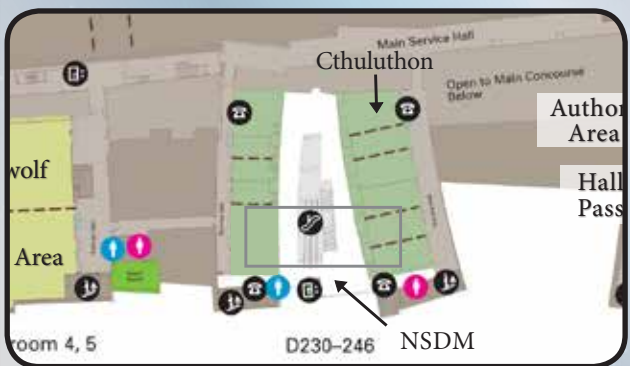 Main Service Hall
Cthuluthon
Open to Main Concourse
Below
Author
Area
wolf
Hall
Pass
Area
room 4, 5
D230–246
NSDM